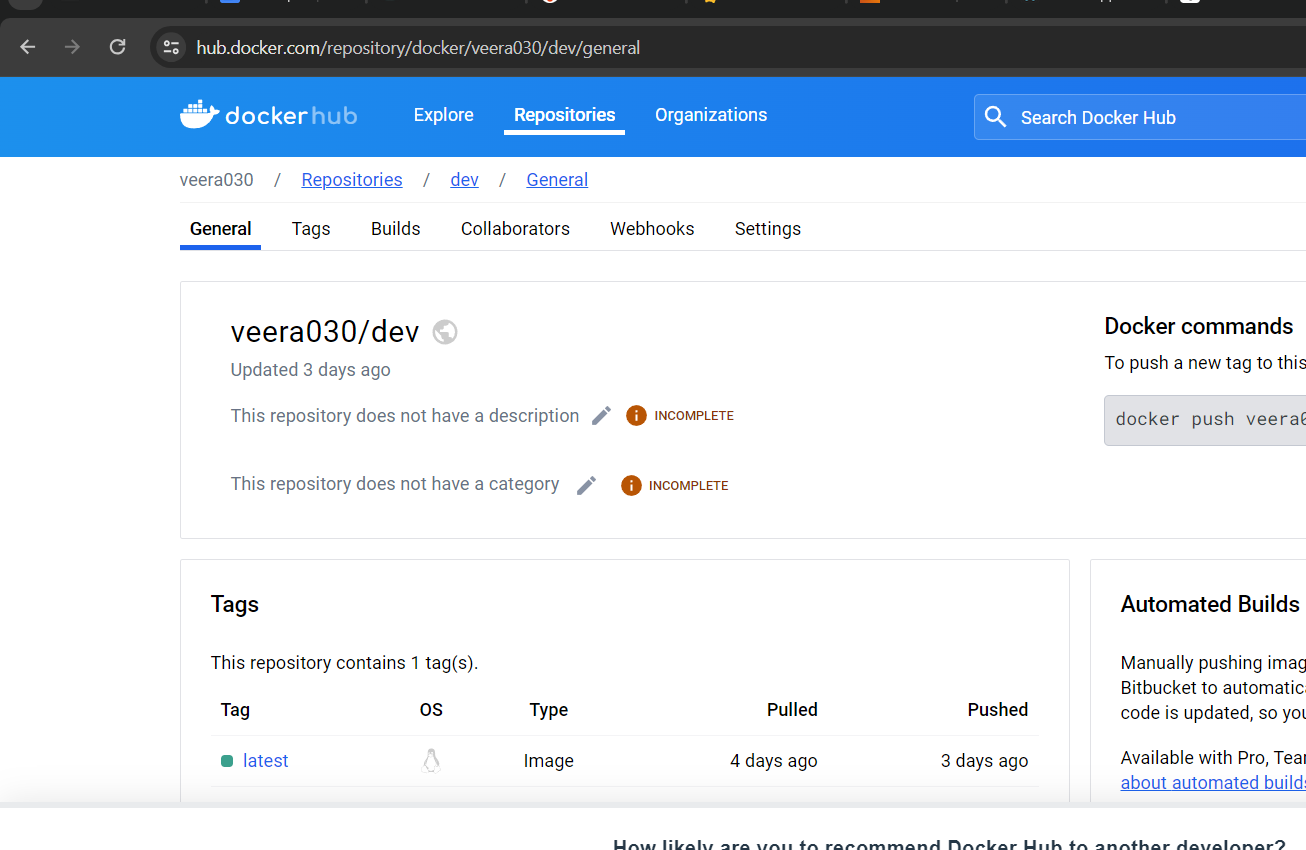 hub.docker.com/repository/docker/veera030/dev/general
dockerhub
Explore
Repositories
Organizations
Search Docker Hub
veera030 / Repositories / dev / General
General
Tags
Builds
Collaborators
Webhooks
Settings
veera030/dev
Updated 3 days ago
This repository does not have a description
INCOMPLETE
This repository does not have a category
INCOMPLETE
Docker commands
To push a new tag to this
docker push veera0
Tags
This repository contains 1 tag(s).
Tag OS Type Pulled Pushed
latest Image 4 days ago 3 days ago
Automated Builds
Manually pushing imag
Bitbucket to automatica
code is updated, so you
Available with Pro, Tear
about automated builds
How likely are you to recommend Docker Hub to another developer?